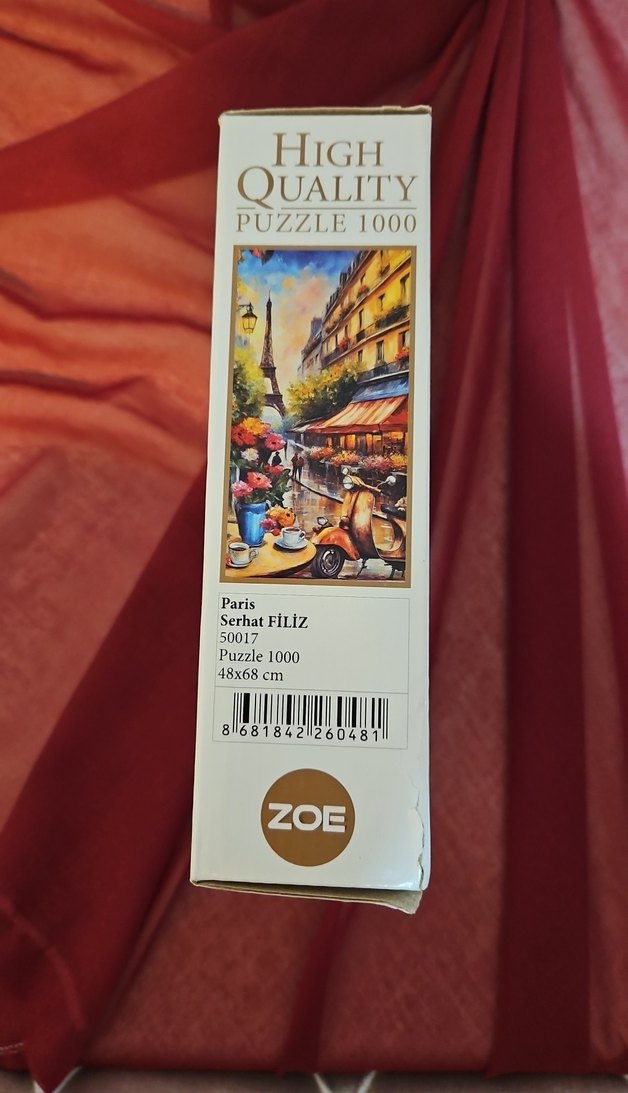 HIGH
QUALITY
PUZZLE 1000
Paris
Serhat FİLİZ
50017
Puzzle 1000
48x68 cm
8 681842 260481
ZOE